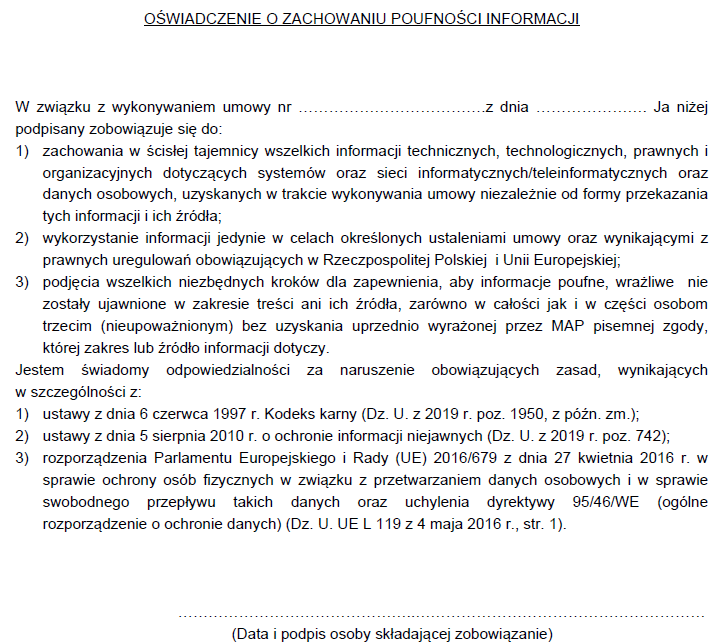 OŚWIADCZENIE O ZACHOWANIU POUFNOŚCI INFORMACJI
W związku z wykonywaniem umowy nr ……………………………….z dnia …………………. Ja niżej
podpisany zobowiązuje się do:
1) zachowania w ścisłej tajemnicy wszelkich informacji technicznych, technologicznych, prawnych i
organizacyjnych dotyczących systemów oraz sieci informatycznych/teleinformatycznych oraz
danych osobowych, uzyskanych w trakcie wykonywania umowy niezależnie od formy przekazania
tych informacji i ich źródła;
2) wykorzystanie informacji jedynie w celach określonych ustaleniami umowy oraz wynikającymi z
prawnych uregulowań obowiązujących w Rzeczpospolitej Polskiej i Unii Europejskiej;
3) podjęcia wszelkich niezbędnych kroków dla zapewnienia, aby informacje poufne, wrażliwe nie
zostały ujawnione w zakresie treści ani ich źródła, zarówno w całości jak i w części osobom
trzecim (nieupoważnionym) bez uzyskania uprzednio wyrażonej przez MAP pisemnej zgody,
której zakres lub źródło informacji dotyczy.
Jestem świadomy odpowiedzialności za naruszenie obowiązujących zasad, wynikających
w szczególności z:
1) ustawy z dnia 6 czerwca 1997 r. Kodeks karny (Dz. U. z 2019 r. poz. 1950, z późn. zm.);
2) ustawy z dnia 5 sierpnia 2010 r. o ochronie informacji niejawnych (Dz. U. z 2019 r. poz. 742);
3) rozporządzenia Parlamentu Europejskiego i Rady (UE) 2016/679 z dnia 27 kwietnia 2016 r. w
sprawie ochrony osób fizycznych w związku z przetwarzaniem danych osobowych i w sprawie
swobodnego przepływu takich danych oraz uchylenia dyrektywy 95/46/WE (ogólne
rozporządzenie o ochronie danych) (Dz. U. UE L 119 z 4 maja 2016 r., str. 1).
……………………………………..…………………………………………………
(Data i podpis osoby składającej zobowiązanie)